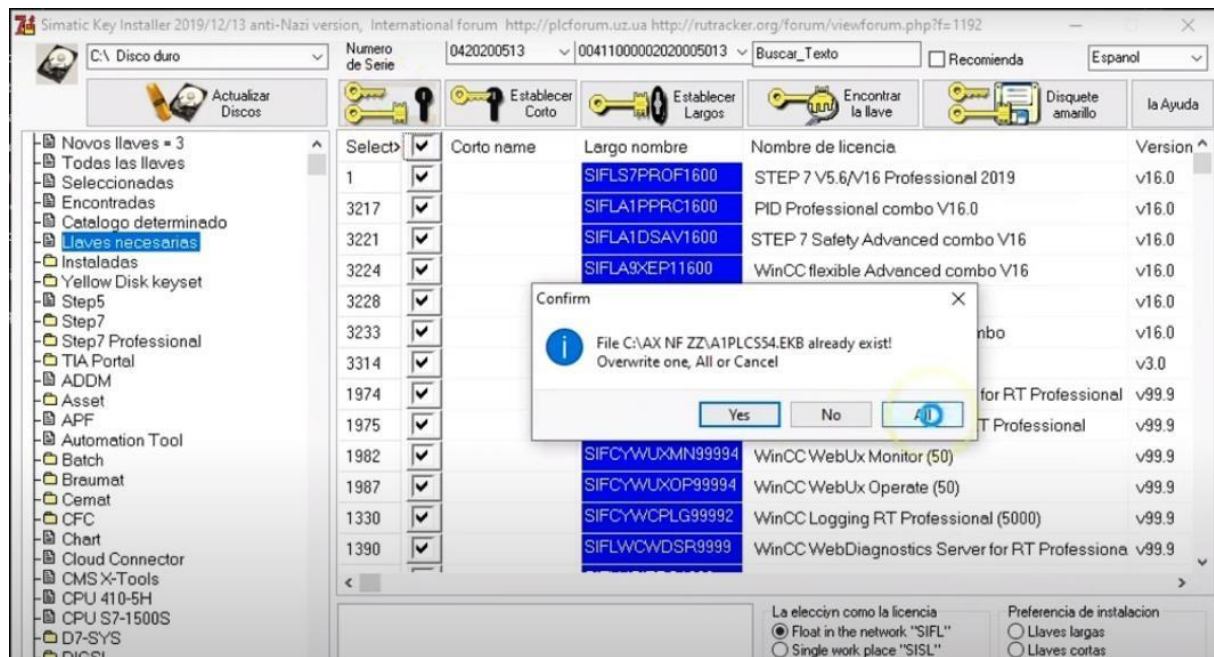 Simatic Key Installer 2019/12/13 anti-Nazi version, International forum http://plcforum.uz.ua http://rutracker.org/forum/viewforum.php?f=1192
C:\ Disco duro
Numero de Serie
0420200513
00411000002020005013
Buscar_Texto
Recomienda
Espanol
Actualizar Discos
Establecer Corto
Establecer Largos
Encontrar la llave
Disquete amarillo
la Ayuda
Novos llaves = 3
Todas las llaves
Seleccionadas
Encontradas
Catalogo determinado
Llaves necesarias
Instaladas
Yellow Disk keyset
Step5
Step7
Step7 Professional
TIA Portal
ADDM
Asset
APF
Automation Tool
Batch
Braumat
Cemat
CFC
Chart
Cloud Connector
CMS X-Tools
CPU 410-5H
CPU S7-1500S
D7-SYS
Select> Corto name Largo nombre Nombre de licencia Version
1 SIFLS7PROF1600 STEP 7 V5.6/V16 Professional 2019 v16.0
3217 SIFLA1PPRC1600 PID Professional combo V16.0 v16.0
3221 SIFLA1DSAV1600 STEP 7 Safety Advanced combo V16 v16.0
3224 SIFLA9XEP11600 WinCC flexible Advanced combo V16 v16.0
3228 v16.0
3233 v16.0
3314 v3.0
1974 for RT Professional v99.9
1975 T Professional v99.9
1982 SIFCYWUXMN99994 WinCC WebUx Monitor (50) v99.9
1987 SIFCYWUXOP99994 WinCC WebUx Operate (50) v99.9
1330 SIFCYWCPLG99992 WinCC Logging RT Professional (5000) v99.9
1390 SIFLWCWDSR9999 WinCC WebDiagnostics Server for RT Professiona v99.9
Confirm
File C:\AX NF ZZ\A1PLCS54.EKB already exist!
Overwrite one, All or Cancel
Yes No All
La elecciyn como la licencia
Float in the network "SIFL"
Single work place "SISL"
Preferencia de instalacion
Llaves largas
Llaves cortas